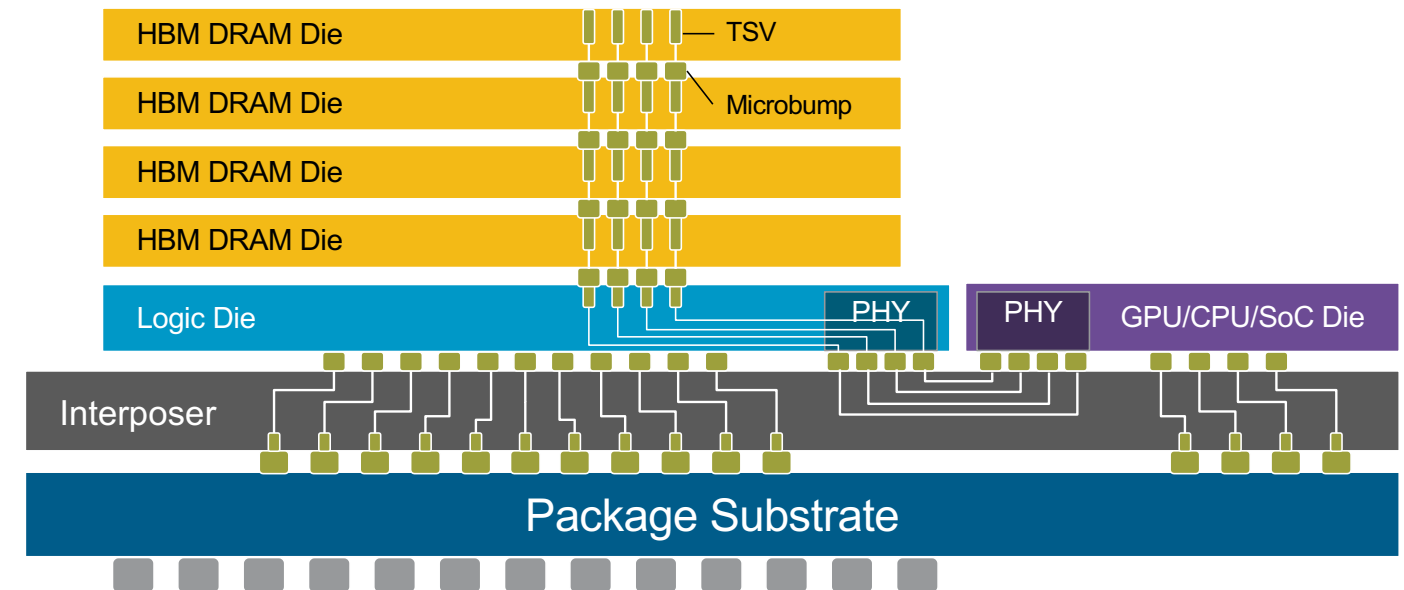 HBM DRAM Die
TSV
HBM DRAM Die
Microbump
HBM DRAM Die
HBM DRAM Die
Logic Die
PHY
PHY
GPU/CPU/SoC Die
Interposer
Package Substrate